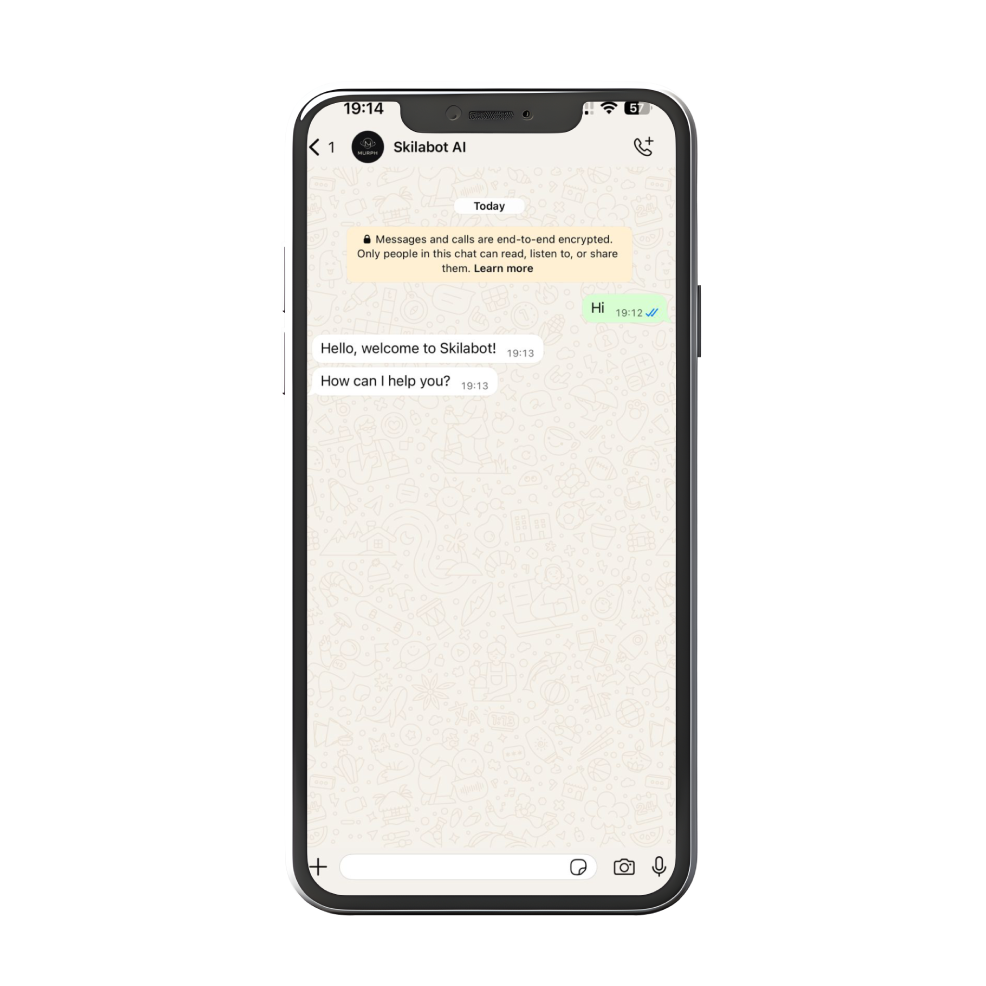 19:14
57
1
MURPH
Skilabot AI
Today
Messages and calls are end-to-end encrypted.
Only people in this chat can read, listen to, or share
them. Learn more
Hi 19:12
Hello, welcome to Skilabot! 19:13
How can I help you? 19:13